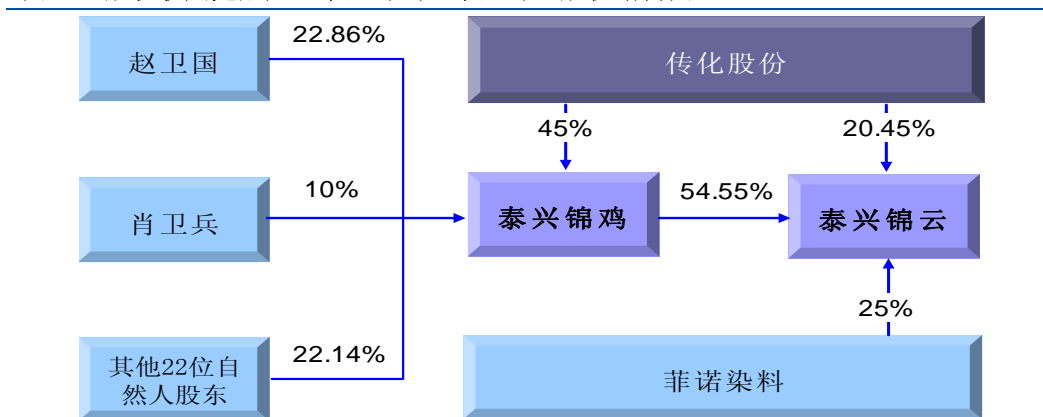 22.86%
赵卫国
传化股份
45%
20.45%
10%
54.55%
肖卫兵
泰兴锦鸡
泰兴锦云
25%
22.14%
其他22位自
然人股东
菲诺染料